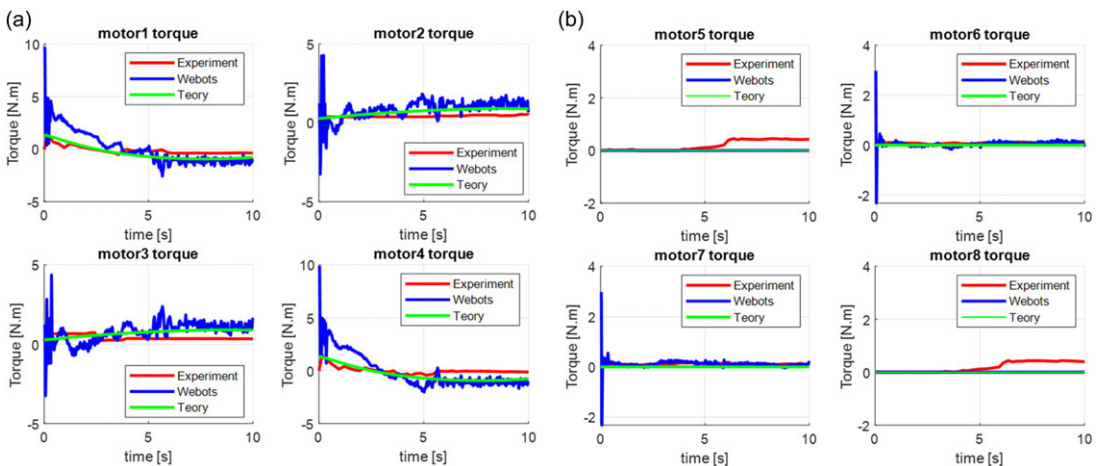 (a)
motor1 torque
10
5
0
-5
Torque [N.m]
Experiment
Webots
Teory
0
5
10
time [s]
motor2 torque
10
5
0
-5
Torque [N.m]
Experiment
Webots
Teory
0
5
10
time [s]
motor3 torque
5
0
-5
Torque [N.m]
Experiment
Webots
Teory
0
5
10
time [s]
motor4 torque
10
5
0
-5
Torque [N.m]
Experiment
Webots
Teory
0
5
10
time [s]
(b)
motor5 torque
4
2
0
-2
Torque [N.m]
Experiment
Webots
Teory
0
5
10
time [s]
motor6 torque
4
2
0
-2
Torque [N.m]
Experiment
Webots
Teory
0
5
10
time [s]
motor7 torque
4
2
0
-2
Torque [N.m]
Experiment
Webots
Teory
0
5
10
time [s]
motor8 torque
4
2
0
-2
Torque [N.m]
Experiment
Webots
Teory
0
5
10
time [s]